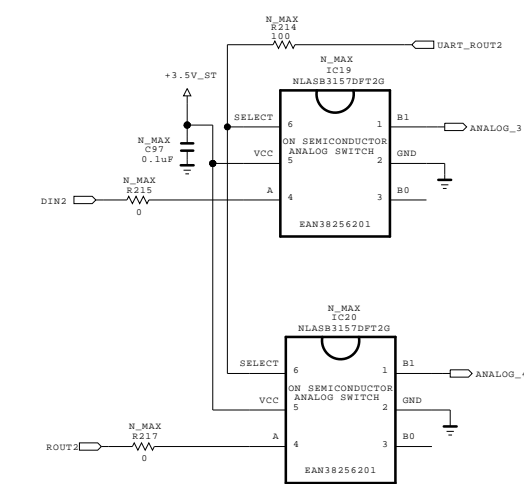 N_MAX
R214
100
UART_ROUT2
N_MAX
IC19
NLASB3157DFT2G
+3.5V_ST
SELECT
6
1
B1
ANALOG_3
N_MAX
C97
0.1uF
ON SEMICONDUCTOR
ANALOG SWITCH
VCC
5
2
GND
N_MAX
R215
0
DIN2
A
4
3
B0
EAN38256201
N_MAX
IC20
NLASB3157DFT2G
SELECT
6
1
B1
ANALOG_4
ON SEMICONDUCTOR
ANALOG SWITCH
VCC
5
2
GND
N_MAX
R217
0
ROUT2
A
4
3
B0
EAN38256201